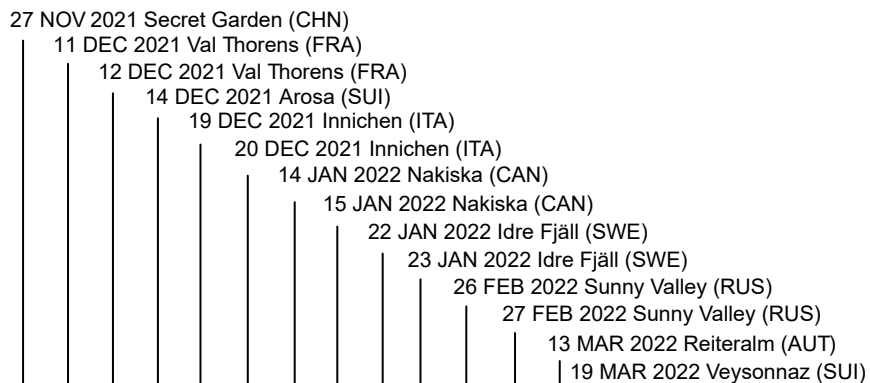 27 NOV 2021 Secret Garden (CHN)
11 DEC 2021 Val Thorens (FRA)
12 DEC 2021 Val Thorens (FRA)
14 DEC 2021 Arosa (SUI)
19 DEC 2021 Innichen (ITA)
20 DEC 2021 Innichen (ITA)
14 JAN 2022 Nakiska (CAN)
15 JAN 2022 Nakiska (CAN)
22 JAN 2022 Idre Fjäll (SWE)
23 JAN 2022 Idre Fjäll (SWE)
26 FEB 2022 Sunny Valley (RUS)
27 FEB 2022 Sunny Valley (RUS)
13 MAR 2022 Reiteralm (AUT)
19 MAR 2022 Veysonnaz (SUI)